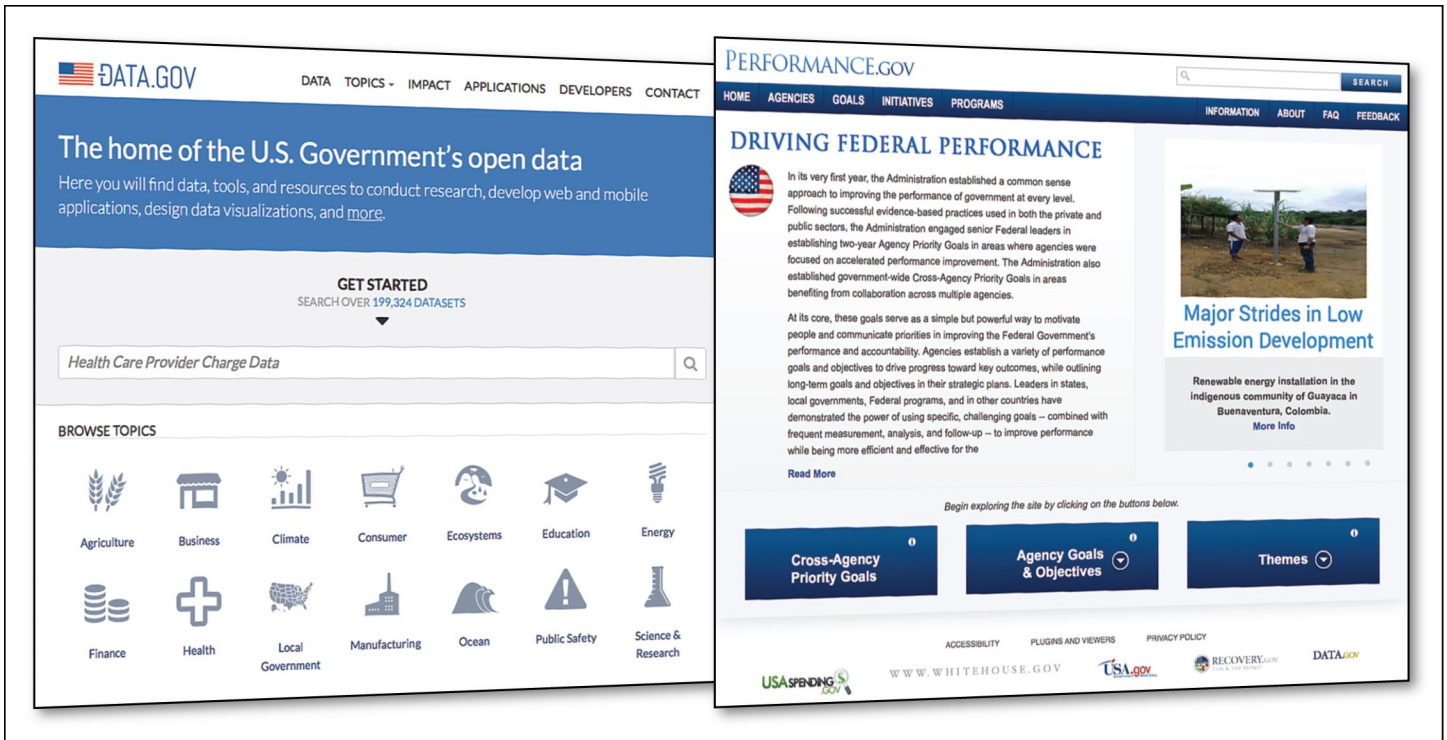 DATA.GOV
DATA TOPICS IMPACT APPLICATIONS DEVELOPERS CONTACT
The home of the U.S. Government's open data
Here you will find data, tools, and resources to conduct research, develop web and mobile
applications, design data visualizations, and more.
GET STARTED
SEARCH OVER 199,324 DATASETS
Health Care Provider Charge Data
BROWSE TOPICS
Agriculture Business Climate Consumer Ecosystems Education Energy
Finance Health Local Manufacturing Ocean Public Safety Science &
Government Research
PERFORMANCE.GOV
SEARCH
HOME AGENCIES GOALS INITIATIVES PROGRAMS INFORMATION ABOUT FAQ FEEDBACK
DRIVING FEDERAL PERFORMANCE
In its very first year, the Administration established a common sense
approach to improving the performance of government at every level.
Following successful evidence-based practices used in both the private and
public sectors, the Administration engaged senior Federal leaders in
establishing two-year Agency Priority Goals in areas where agencies were
focused on accelerated performance improvement. The Administration also
established government-wide Cross-Agency Priority Goals in areas
benefiting from collaboration across multiple agencies.
At its core, these goals serve as a simple but powerful way to motivate
people and communicate priorities in improving the Federal Government's
performance and accountability. Agencies establish a variety of performance
goals and objectives to drive progress toward key outcomes, while outlining
long-term goals and objectives in their strategic plans. Leaders in states,
local governments, Federal programs, and in other countries have
demonstrated the power of using specific, challenging goals -- combined with
frequent measurement, analysis, and follow-up -- to improve performance
while being more efficient and effective for the
Read More
Major Strides in Low
Emission Development
Renewable energy installation in the
indigenous community of Guayaca in
Buenaventura, Colombia.
More Info
Begin exploring the site by clicking on the buttons below.
Cross-Agency
Priority Goals
Agency Goals
& Objectives
Themes
ACCESSIBILITY PLUGINS AND VIEWERS PRIVACY POLICY
USASPENDING.GOV WWW.WHITEHOUSE.GOV USA.gov RECOVERY.GOV DATA.GOV